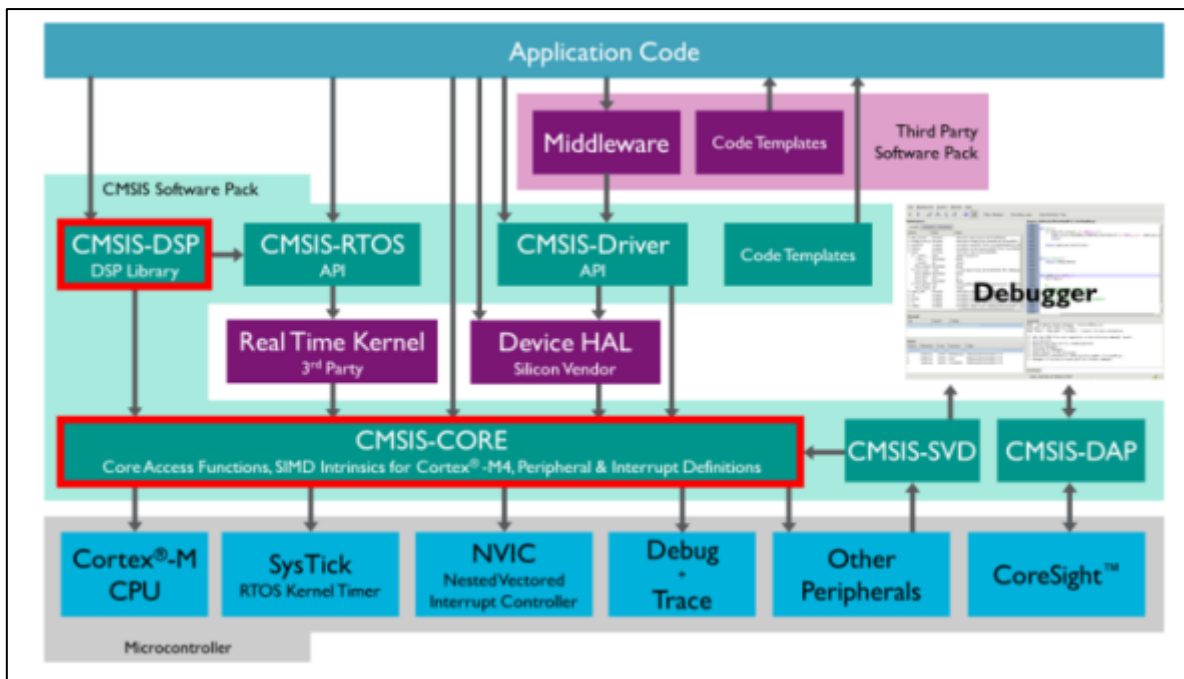 Application Code
Middleware
Code Templates
Third Party
Software Pack
CMSIS Software Pack
CMSIS-DSP
DSP Library
CMSIS-RTOS
API
CMSIS-Driver
API
Code Templates
Debugger
Real Time Kernel
3rd Party
Device HAL
Silicon Vendor
CMSIS-CORE
Core Access Functions, SIMD Intrinsics for Cortex®-M4, Peripheral & Interrupt Definitions
CMSIS-SVD
CMSIS-DAP
Cortex®-M
CPU
SysTick
RTOS Kernel Timer
NVIC
Nested Vectored
Interrupt Controller
Debug
+
Trace
Other
Peripherals
CoreSight™
Microcontroller